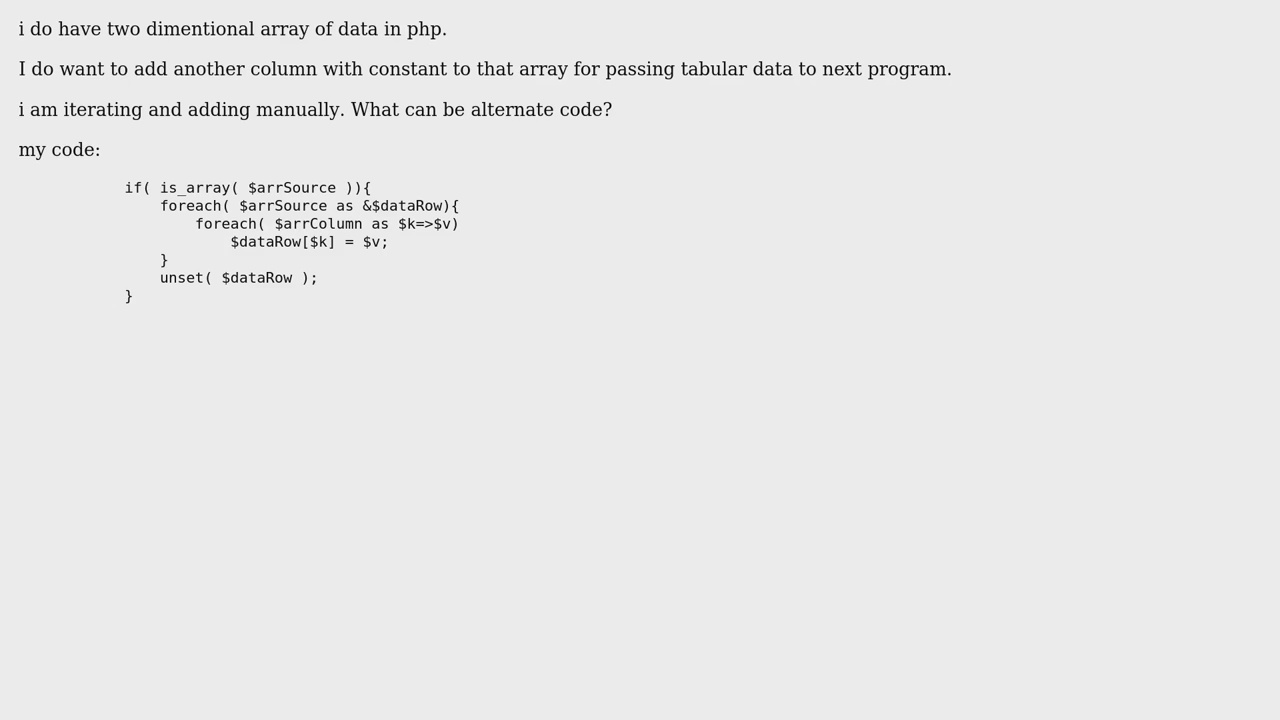 i do have two dimentional array of data in php.
I do want to add another column with constant to that array for passing tabular data to next program.
i am iterating and adding manually. What can be alternate code?
my code:
if( is_array( $arrSource )){
    foreach( $arrSource as &$dataRow){
        foreach( $arrColumn as $k=>$v)
            $dataRow[$k] = $v;
    }
    unset( $dataRow );
}